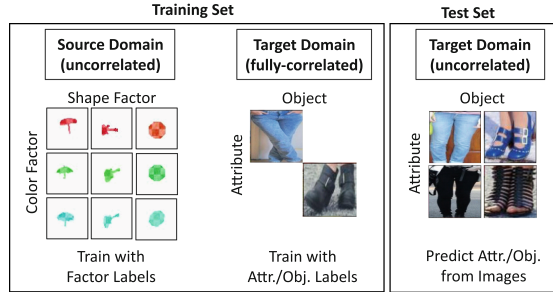 Training Set
Test Set
Source Domain
(uncorrelated)
Target Domain
(fully-correlated)
Target Domain
(uncorrelated)
Shape Factor
Object
Object
Color Factor
Attribute
Attribute
Train with
Factor Labels
Train with
Attr./Obj. Labels
Predict Attr./Obj.
from Images